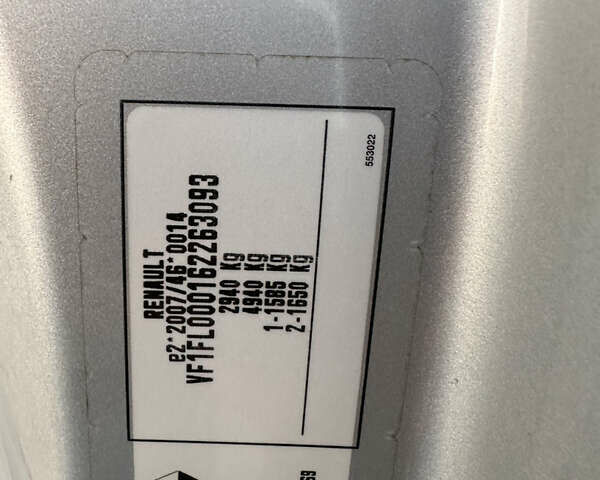 RENAULT
e2*2007/46*0014
VF1FL000162263093
2940 Kg
4940 Kg
1-1585 Kg
2-1650 Kg
553022